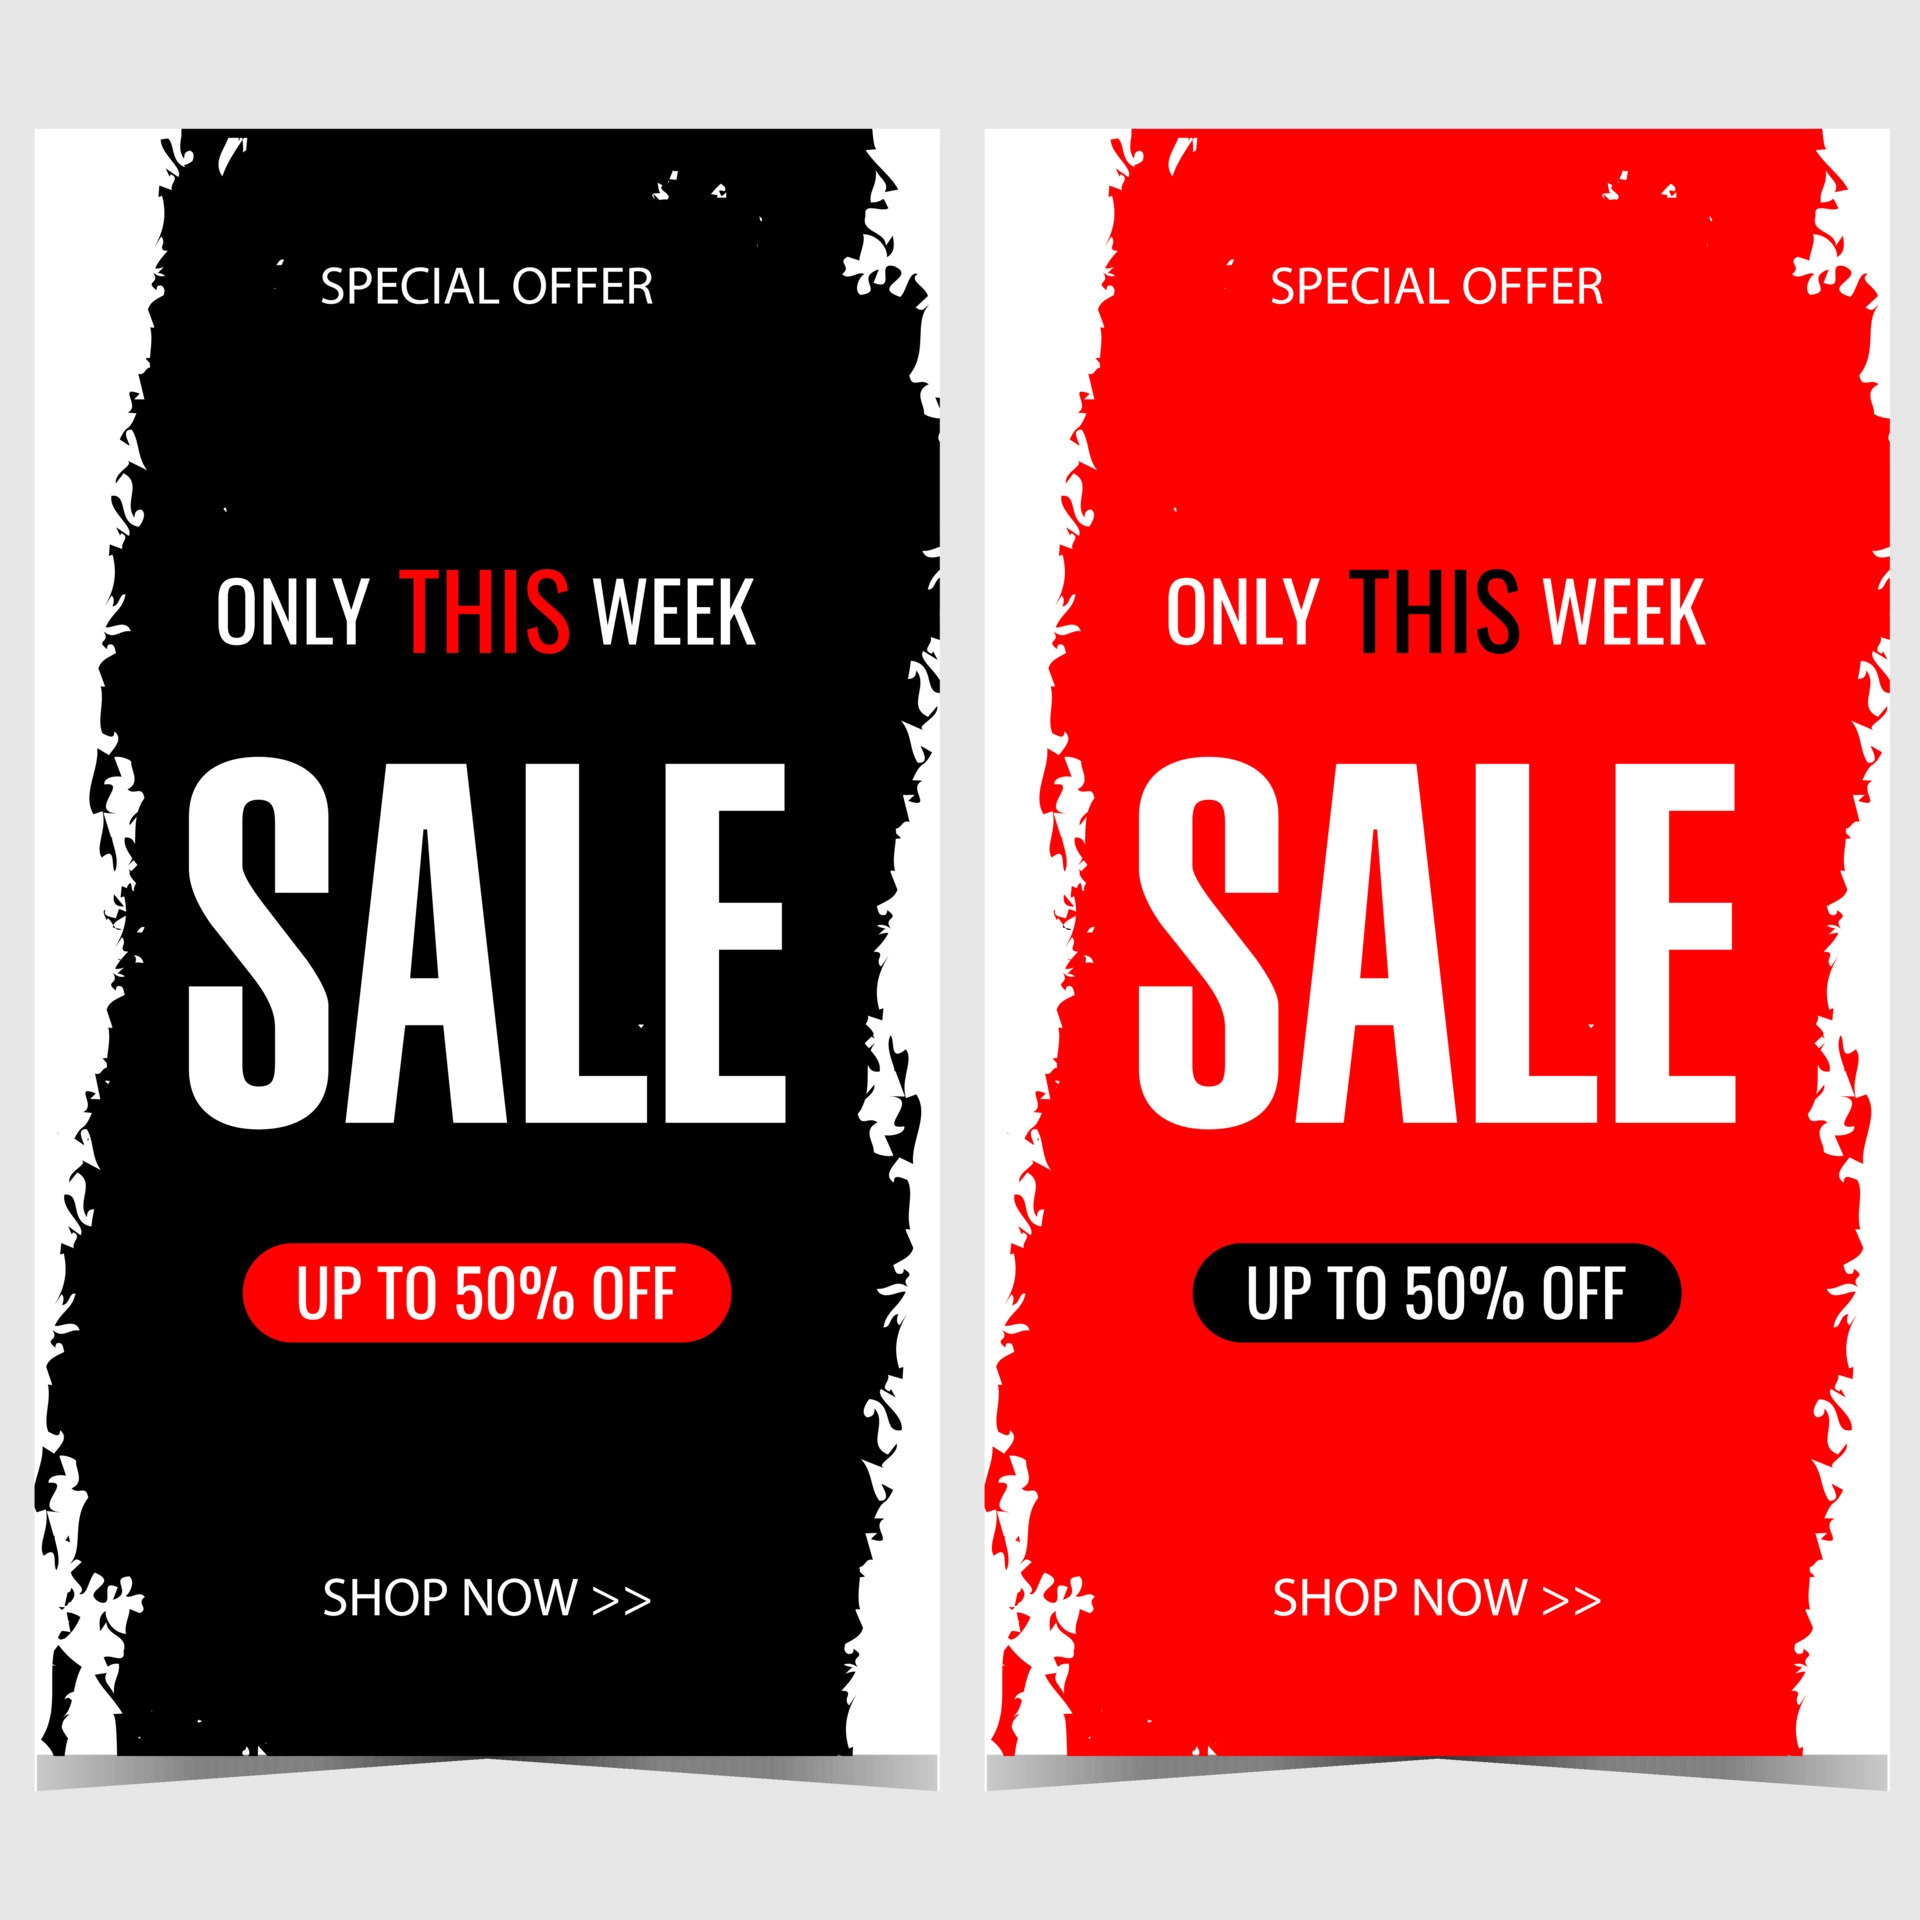 SPECIAL OFFER
ONLY THIS WEEK
SALE
UP TO 50% OFF
SHOP NOW >>
SPECIAL OFFER
ONLY THIS WEEK
SALE
UP TO 50% OFF
SHOP NOW >>